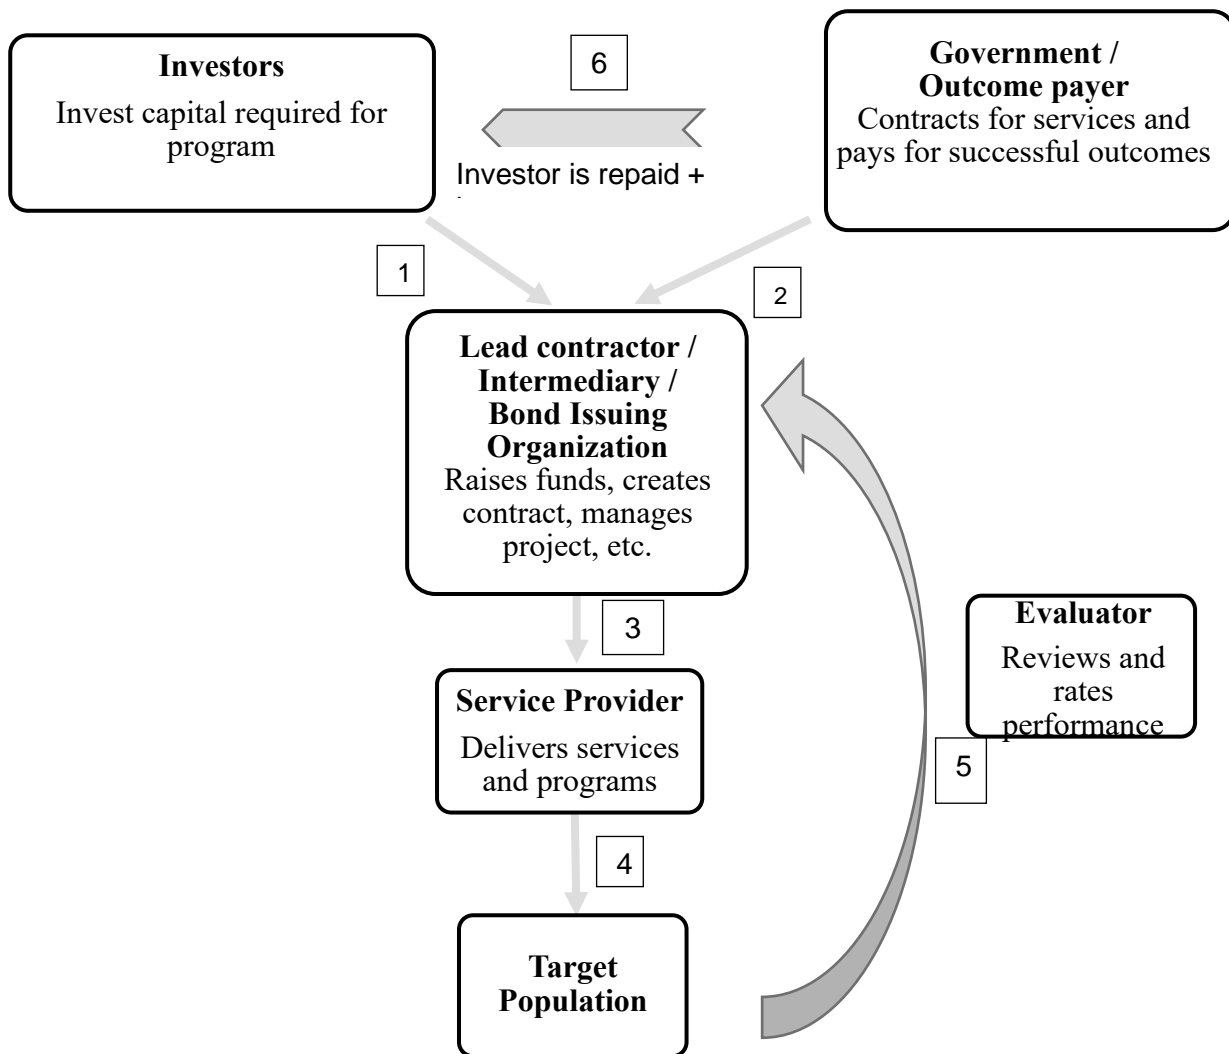 Investors
Invest capital required for
program
6
Investor is repaid +
Government /
Outcome payer
Contracts for services and
pays for successful outcomes
1
2
Lead contractor /
Intermediary /
Bond Issuing
Organization
Raises funds, creates
contract, manages
project, etc.
3
Service Provider
Delivers services
and programs
4
Target
Population
Evaluator
Reviews and
rates
performance
5